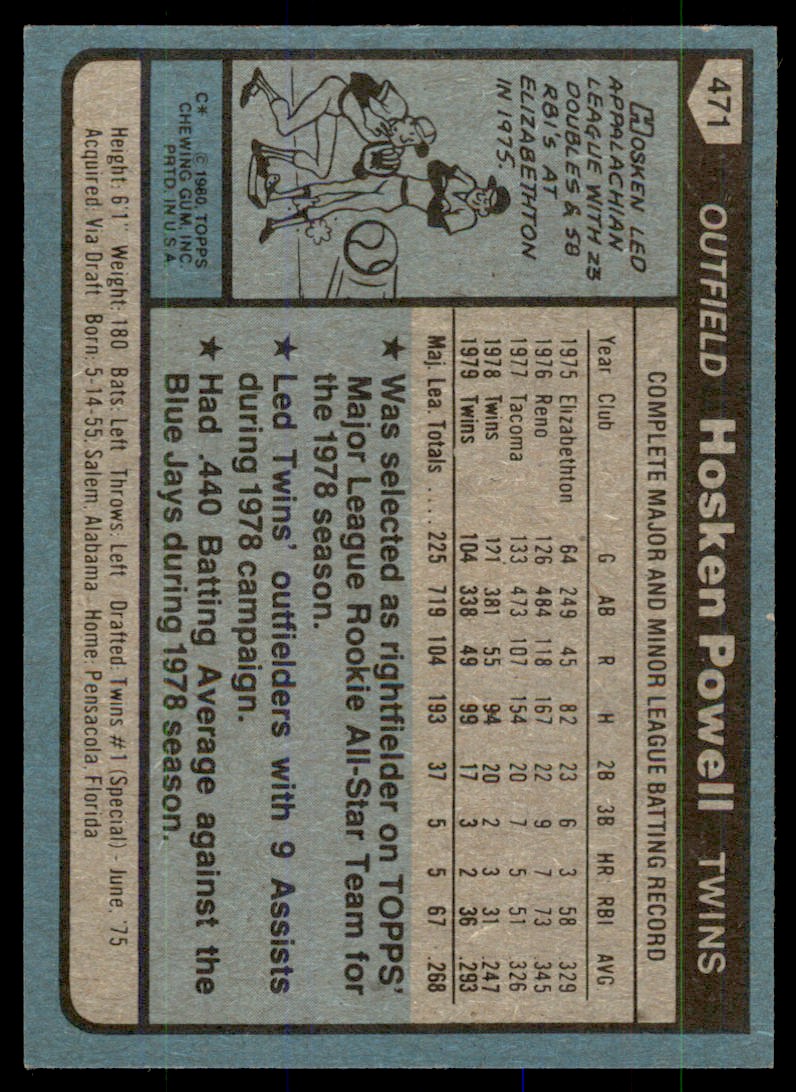 471 OUTFIELD Hosken Powell TWINS
HOSKEN LED
APPALACHIAN
LEAGUE WITH 23
DOUBLES & 58
RBI'S AT
ELIZABETHTON
IN 1975.
C* © 1980, TOPPS
CHEWING GUM, INC.
PRTD. IN U S A
COMPLETE MAJOR AND MINOR LEAGUE BATTING RECORD
Year Club G AB R H 2B 3B HR RBI AVG
1975 Elizabethton 64 249 45 82 23 6 3 58 .329
1976 Reno 126 484 118 167 22 9 7 73 .345
1977 Tacoma 133 473 107 154 20 7 5 51 .326
1978 Twins 121 381 55 94 20 2 3 31 .247
1979 Twins 104 338 49 99 17 3 2 36 .293
Maj. Lea. Totals .... 225 719 104 193 37 5 5 67 .268
★ Was selected as rightfielder on TOPPS'
Major League Rookie All-Star Team for
the 1978 season.
★ Led Twins' outfielders with 9 Assists
during 1978 campaign.
★ Had .440 Batting Average against the
Blue Jays during 1978 season.
Height: 6'1" Weight: 180 Bats: Left Throws: Left Drafted: Twins #1 (Special) - June, '75
Acquired: Via Draft Born: 5-14-55, Salem, Alabama Home: Pensacola, Florida